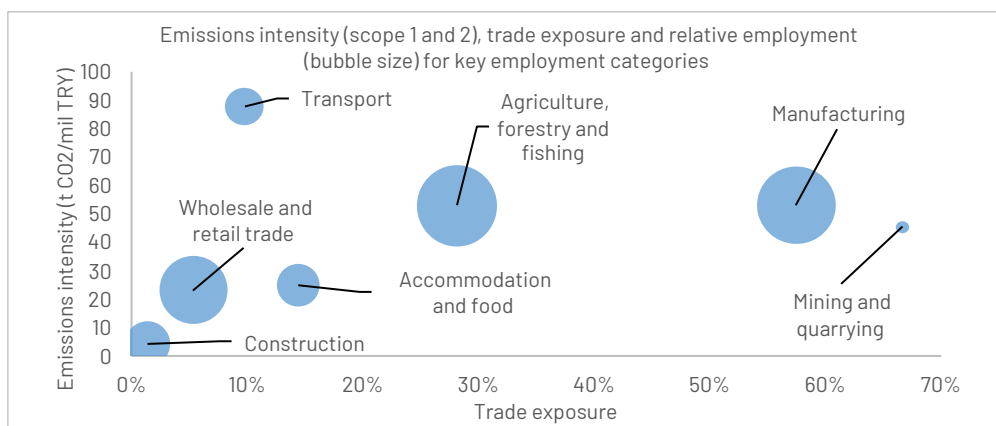 Emissions intensity (scope 1 and 2), trade exposure and relative employment
(bubble size) for key employment categories
Emissions intensity (t CO2/mil TRY)
100
90
80
70
60
50
40
30
20
10
0
Transport
Agriculture,
forestry and
fishing
Manufacturing
Wholesale and
retail trade
Accommodation
and food
Mining and
quarrying
Construction
0% 10% 20% 30% 40% 50% 60% 70%
Trade exposure